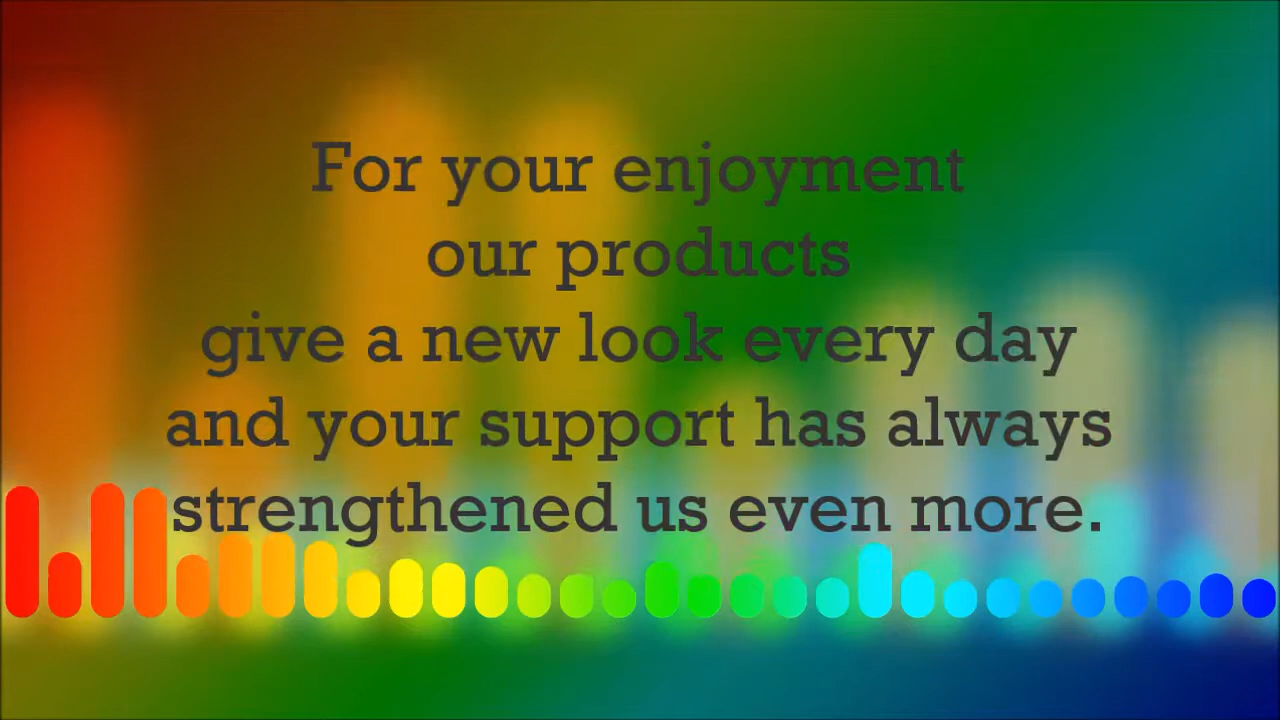 For your enjoyment
our products
give a new look every day
and your support has always
strengthened us even more.